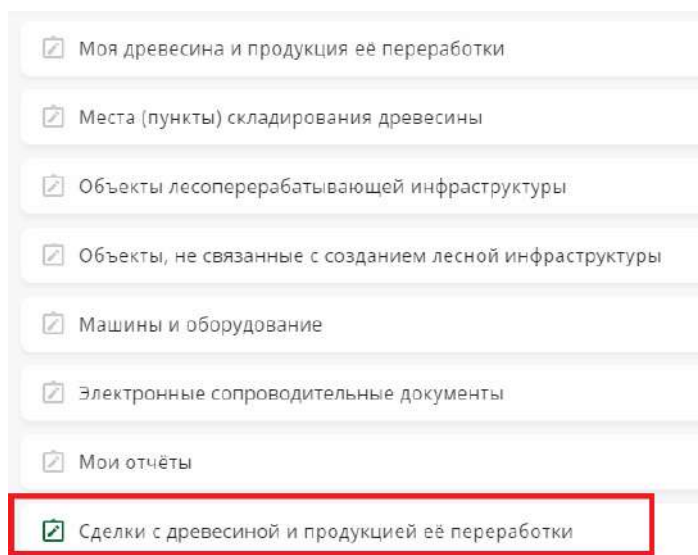 Моя древесина и продукция её переработки
Места (пункты) складирования древесины
Объекты лесоперерабатывающей инфраструктуры
Объекты, не связанные с созданием лесной инфраструктуры
Машины и оборудование
Электронные сопроводительные документы
Мои отчёты
Сделки с древесиной и продукцией её переработки